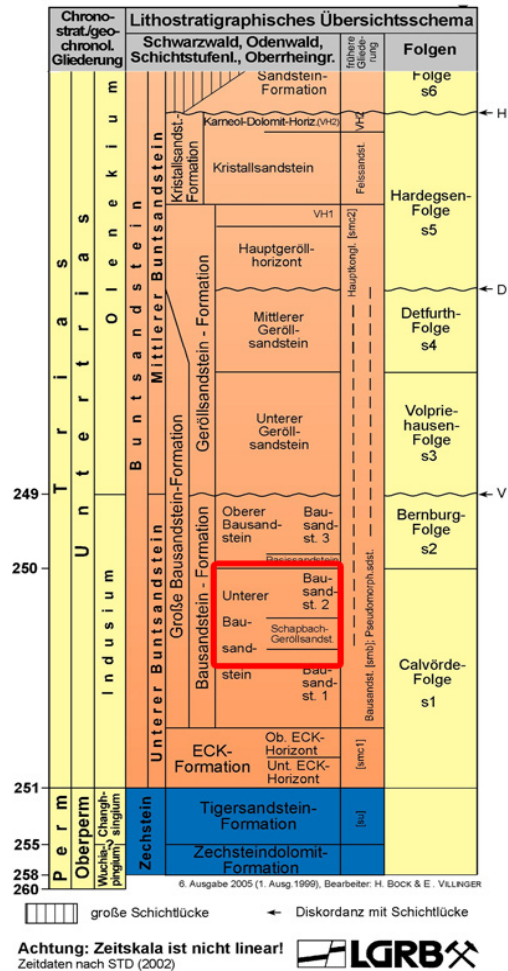 Chrono-
strat./geo-
chronol.
Gliederung
Lithostratigraphisches Übersichtsschema
Schwarzwald, Odenwald,
Schichtstufenl., Oberrheingr.
frühere
Gliede-
rung
Folgen
Trias
Untertrias
Olenekium
Indusium
Buntsandstein
Mittlerer Buntsandstein
Unterer Buntsandstein
Sandstein-
Formation
Folge
s6
H
Kristallsandst.-
Formation
Karneol-Dolomit-Horiz.(VH2)
VH2
Kristallsandstein
Felssandst.
Hardegsen-
Folge
s5
Große Bausandstein-Formation
Geröllsandstein - Formation
VH1
Hauptgeröll-
horizont
Hauptkongl. [smc2]
D
Mittlerer
Geröll-
sandstein
Detfurth-
Folge
s4
Unterer
Geröll-
sandstein
Volprie-
hausen-
Folge
s3
249
V
Bausandstein - Formation
Oberer
Bausand-
stein
Bau-
sand-
st. 3
Bernburg-
Folge
s2
Basissandstein
250
Unterer
Bau-
sand-
stein
Bau-
sand-
st. 2
Schapbach-
Geröllsandst.
Bau-
sand-
st. 1
Bausandst. [smb]; Pseudomorph.sdst.
Calvörde-
Folge
s1
ECK-
Formation
Ob. ECK-
Horizont
Unt. ECK-
Horizont
[smc1]
251
Perm
Oberperm
Changh-
singium
Wuchia-
pingium
?
Zechstein
Tigersandstein-
Formation
[su]
255
Zechsteindolomit-
Formation
258
260
6. Ausgabe 2005 (1. Ausg.1999), Bearbeiter: H. BOCK & E. VILLINGER
große Schichtlücke
Diskordanz mit Schichtlücke
Achtung: Zeitskala ist nicht linear!
Zeitdaten nach STD (2002)
LGRB